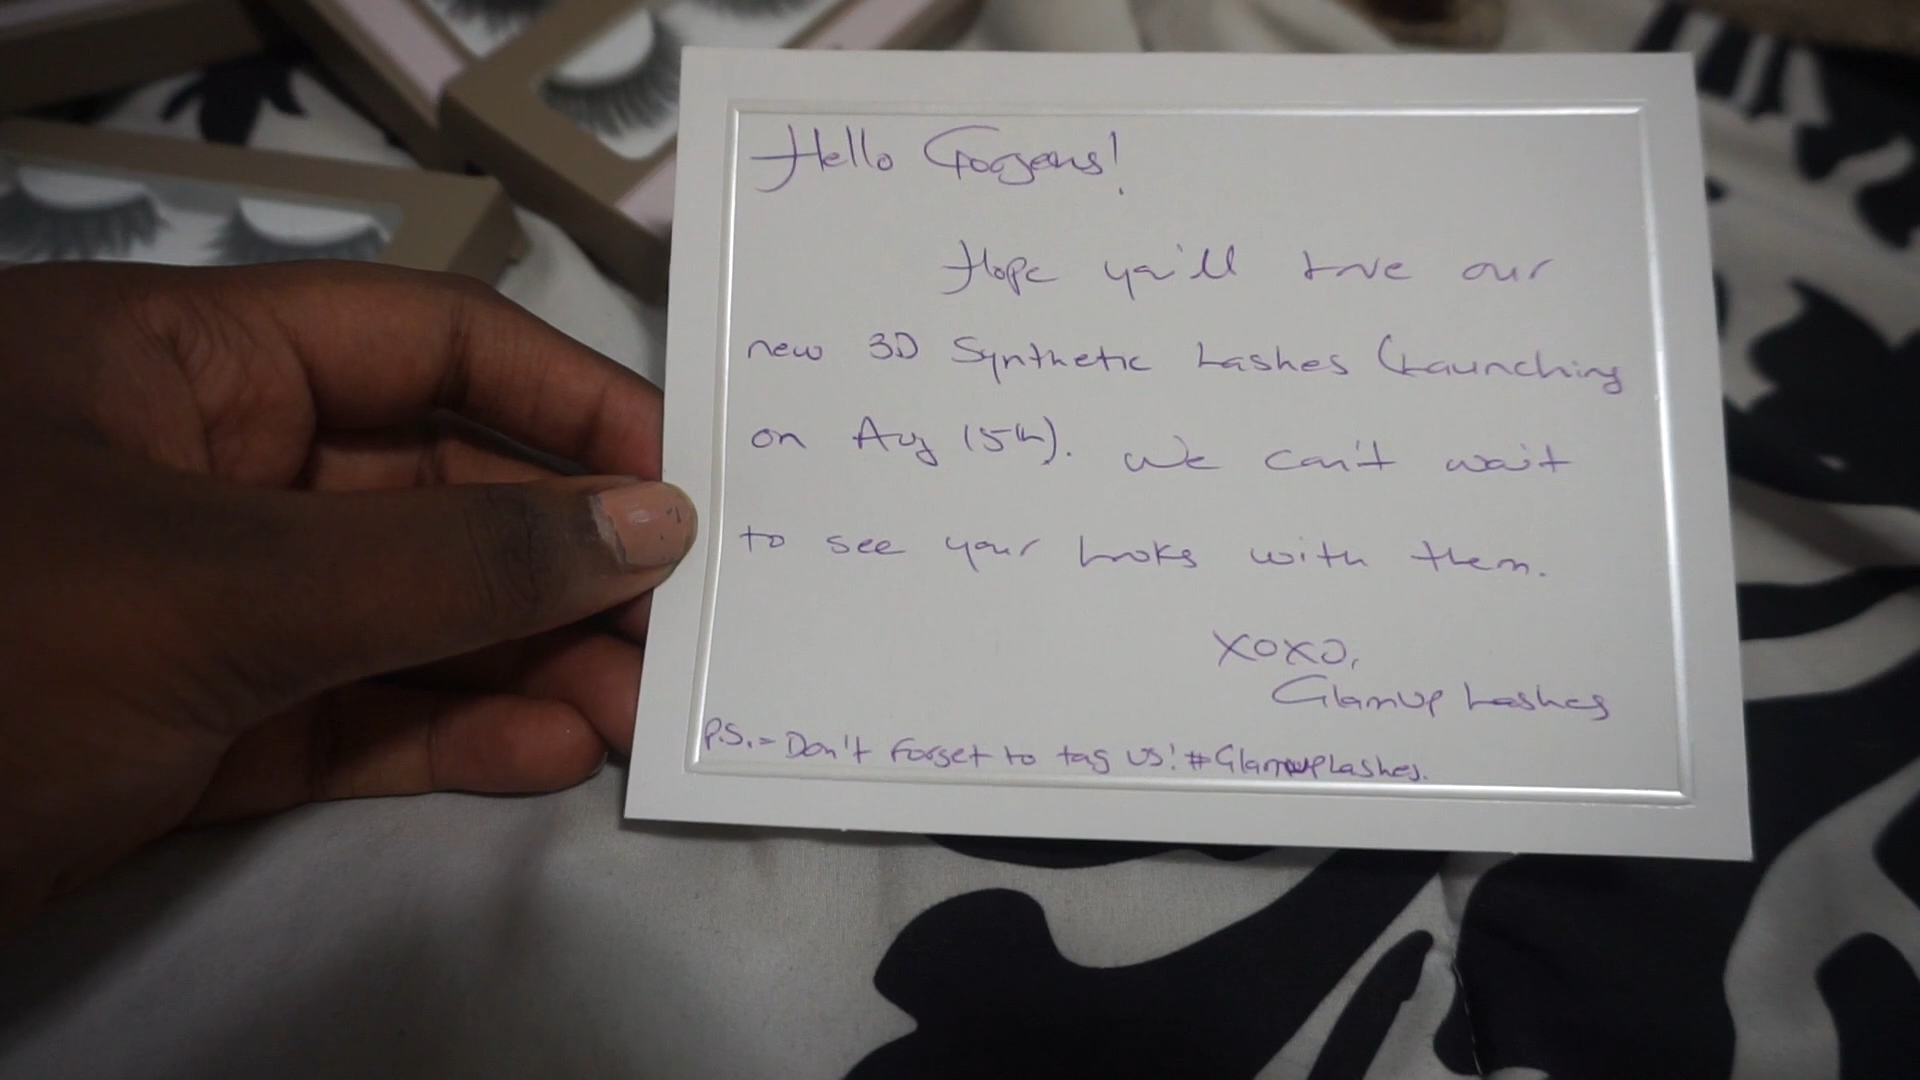 Hello Gorgeous!
Hope you'll Love our
new 3D Synthetic Lashes (Launching
on Aug 15th). We can't wait
to see your Looks with them.
XOXO,
GlamUp Lashes
P.S.- Don't Forget to tag us! #GlamupLashes.